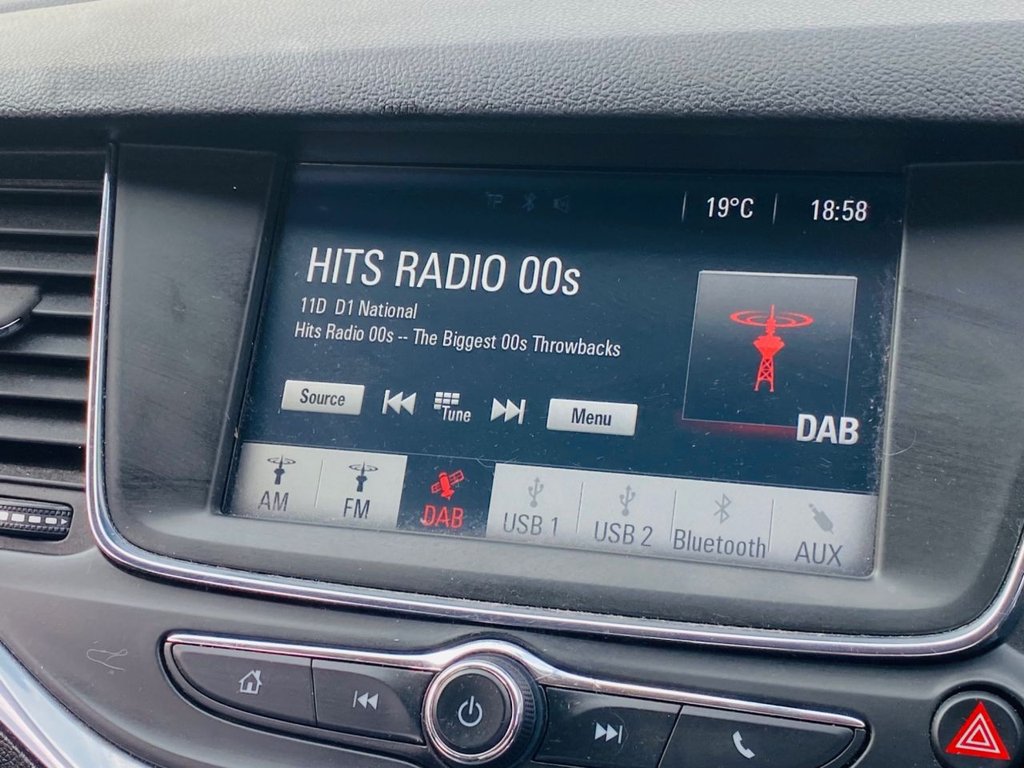 TP
19°C 18:58
HITS RADIO 00s
11D D1 National
Hits Radio 00s -- The Biggest 00s Throwbacks
Source Tune Menu
DAB
AM FM DAB USB 1 USB 2 Bluetooth AUX